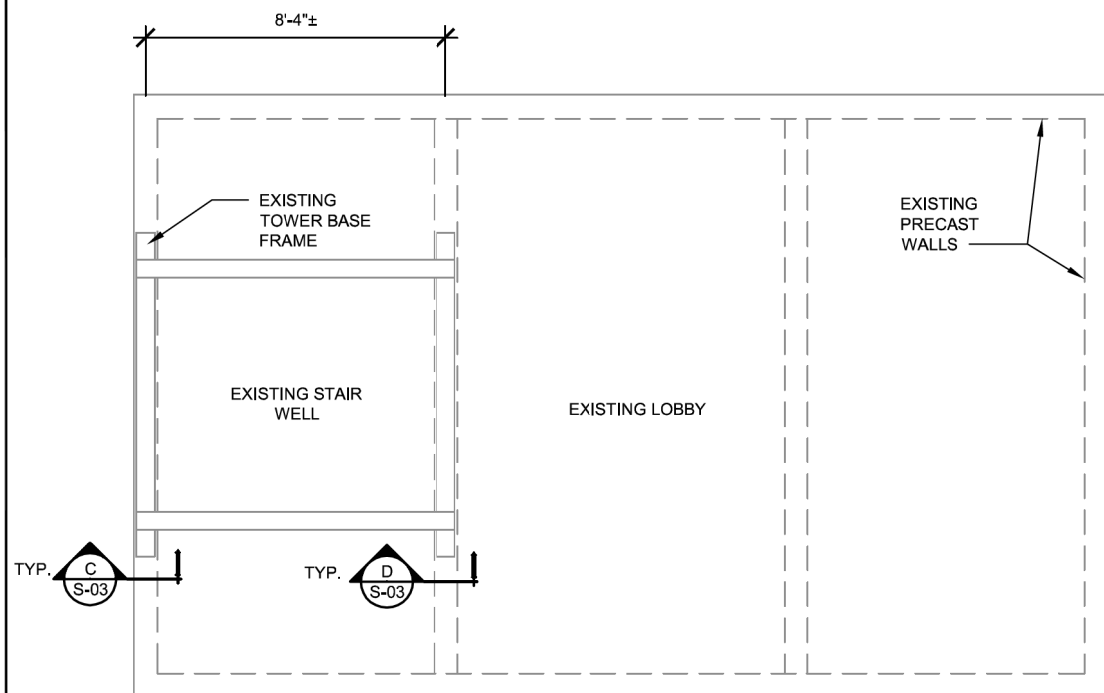 8'-4"±
EXISTING
TOWER BASE
FRAME
EXISTING
PRECAST
WALLS
EXISTING STAIR
WELL
EXISTING LOBBY
TYP.
C
S-03
TYP.
D
S-03